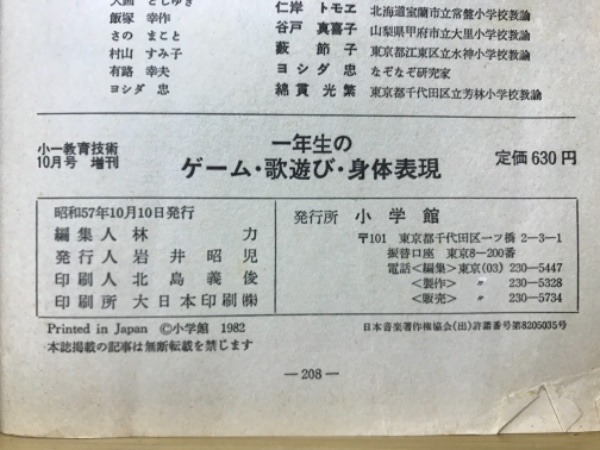 としゆき
仁岸 トモヱ 北海道室蘭市立常盤小学校教諭
飯塚 幸作
谷戸 真喜子 山梨県甲府市立大里小学校教諭
さの まこと
藪 節子 東京都江東区立水神小学校教諭
村山 すみ子
ヨシダ 忠 なぞなぞ研究家
有路 幸夫
綿貫 光繁 東京都千代田区立芳林小学校教諭
ヨシダ 忠
小一教育技術
10月号 増刊
一年生の
ゲーム・歌遊び・身体表現
定価630円
昭和57年10月10日発行
編集人 林 力
発行人 岩井昭児
印刷人 北島義俊
印刷所 大日本印刷㈱
発行所 小学館
〒101 東京都千代田区一ツ橋 2-3-1
振替口座 東京8-200番
電話<編集>東京(03) 230-5447
<製作> 〃 230-5328
<販売> 〃 230-5734
Printed in Japan ©小学館 1982
本誌掲載の記事は無断転載を禁じます
日本音楽著作権協会(出)許諾番号第8205035号
—208—